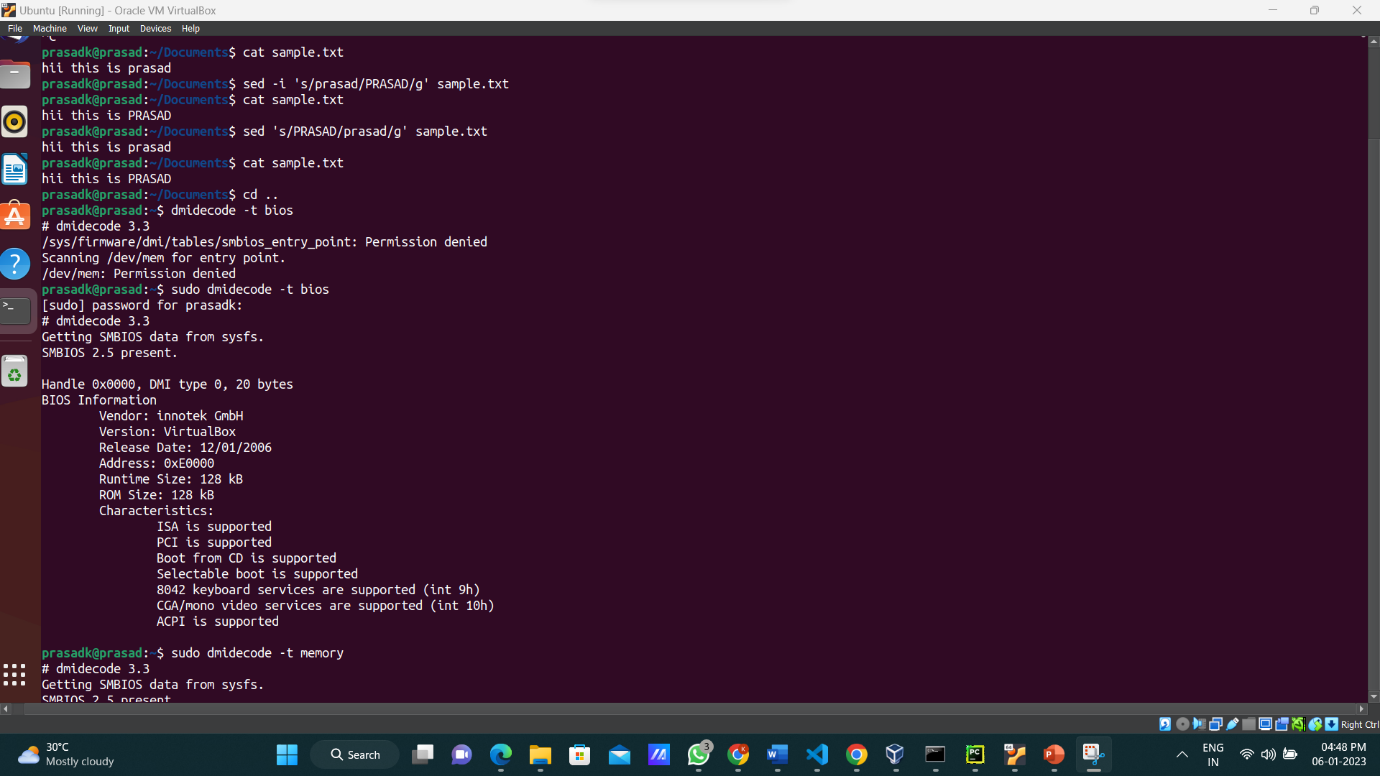 Ubuntu [Running] - Oracle VM VirtualBox
File Machine View Input Devices Help
prasadk@prasad:~/Documents$ cat sample.txt
hii this is prasad
prasadk@prasad:~/Documents$ sed -i 's/prasad/PRASAD/g' sample.txt
prasadk@prasad:~/Documents$ cat sample.txt
hii this is PRASAD
prasadk@prasad:~/Documents$ sed 's/PRASAD/prasad/g' sample.txt
hii this is prasad
prasadk@prasad:~/Documents$ cat sample.txt
hii this is PRASAD
prasadk@prasad:~/Documents$ cd ..
prasadk@prasad:~$ dmidecode -t bios
# dmidecode 3.3
/sys/firmware/dmi/tables/smbios_entry_point: Permission denied
Scanning /dev/mem for entry point.
/dev/mem: Permission denied
prasadk@prasad:~$ sudo dmidecode -t bios
[sudo] password for prasadk:
# dmidecode 3.3
Getting SMBIOS data from sysfs.
SMBIOS 2.5 present.
Handle 0x0000, DMI type 0, 20 bytes
BIOS Information
Vendor: innotek GmbH
Version: VirtualBox
Release Date: 12/01/2006
Address: 0xE0000
Runtime Size: 128 kB
ROM Size: 128 kB
Characteristics:
ISA is supported
PCI is supported
Boot from CD is supported
Selectable boot is supported
8042 keyboard services are supported (int 9h)
CGA/mono video services are supported (int 10h)
ACPI is supported
prasadk@prasad:~$ sudo dmidecode -t memory
# dmidecode 3.3
Getting SMBIOS data from sysfs.
SMBIOS 2.5 present.
Right Ctrl
30°C
Mostly cloudy
Search
3
ENG
IN
04:48 PM
06-01-2023